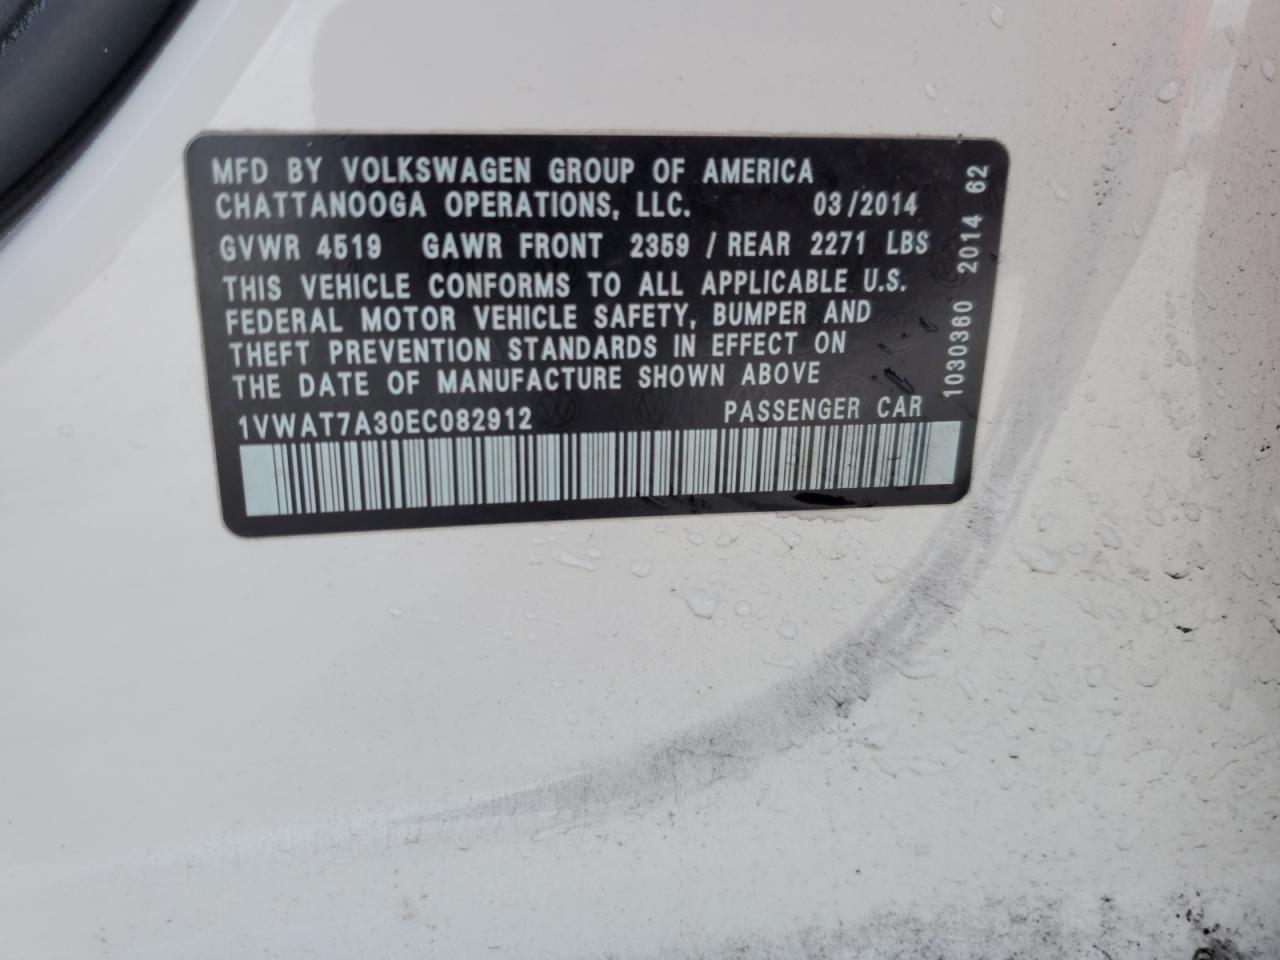 MFD BY VOLKSWAGEN GROUP OF AMERICA
CHATTANOOGA OPERATIONS, LLC. 03/2014
GVWR 4519 GAWR FRONT 2359 / REAR 2271 LBS
THIS VEHICLE CONFORMS TO ALL APPLICABLE U.S.
FEDERAL MOTOR VEHICLE SAFETY, BUMPER AND
THEFT PREVENTION STANDARDS IN EFFECT ON
THE DATE OF MANUFACTURE SHOWN ABOVE
1VWAT7A30EC082912 PASSENGER CAR
1030360 2014 62